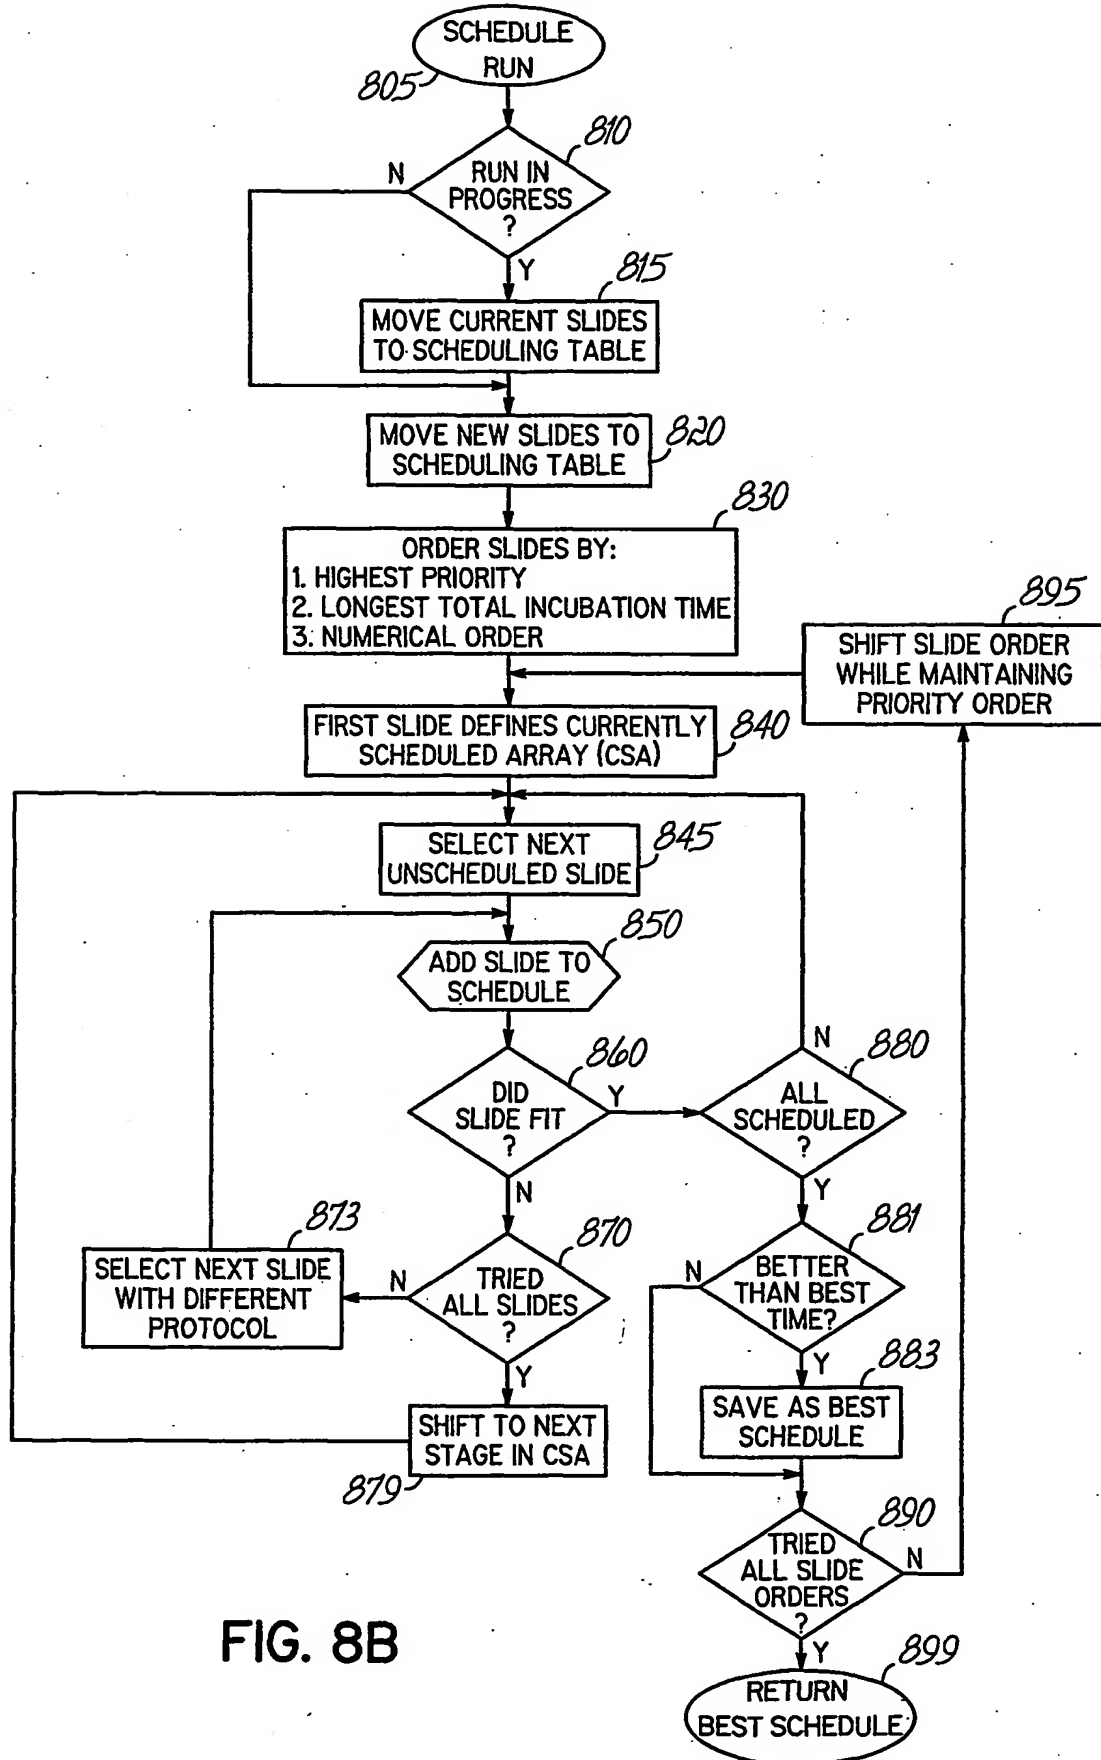 SCHEDULE
RUN
805
810
RUN IN
PROGRESS
?
N
Y
815
MOVE CURRENT SLIDES
TO SCHEDULING TABLE
MOVE NEW SLIDES TO
SCHEDULING TABLE
820
830
ORDER SLIDES BY:
1. HIGHEST PRIORITY
2. LONGEST TOTAL INCUBATION TIME
3. NUMERICAL ORDER
895
SHIFT SLIDE ORDER
WHILE MAINTAINING
PRIORITY ORDER
FIRST SLIDE DEFINES CURRENTLY
SCHEDULED ARRAY (CSA)
840
SELECT NEXT
UNSCHEDULED SLIDE
845
850
ADD SLIDE TO
SCHEDULE
860
DID
SLIDE FIT
?
Y
N
N
880
ALL
SCHEDULED
?
Y
873
SELECT NEXT SLIDE
WITH DIFFERENT
PROTOCOL
N
870
TRIED
ALL SLIDES
?
Y
881
BETTER
THAN BEST
TIME?
N
Y
883
SAVE AS BEST
SCHEDULE
SHIFT TO NEXT
STAGE IN CSA
879
890
TRIED
ALL SLIDE
ORDERS
?
N
Y
899
RETURN
BEST SCHEDULE
FIG. 8B